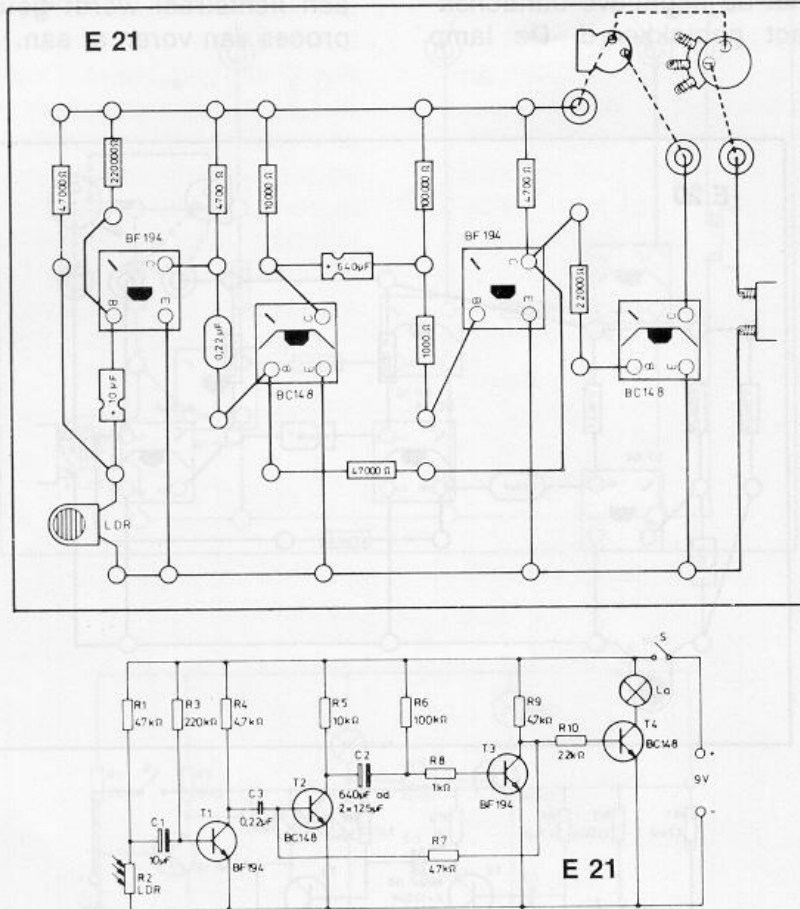 E 21
47000 Ω
220000 Ω
4700 Ω
10000 Ω
100000 Ω
4700 Ω
BF 194
C
B
E
+ 640µF
C
BF 194
C
B
E
22000 Ω
0,22µF
1000 Ω
C
B
E
BC148
B
E
BC148
+ 10 µF
47000 Ω
LDR
S
R1
47kΩ
R3
220kΩ
R4
4,7kΩ
R5
10kΩ
R6
100kΩ
R9
4,7kΩ
La
R10
22kΩ
T4
BC148
+
9V
-
C2
640µF od
2×125µF
R8
1kΩ
T3
BF194
C3
0,22µF
T2
BC148
C1
10µF
T1
BF194
R7
47kΩ
R2
LDR
E 21